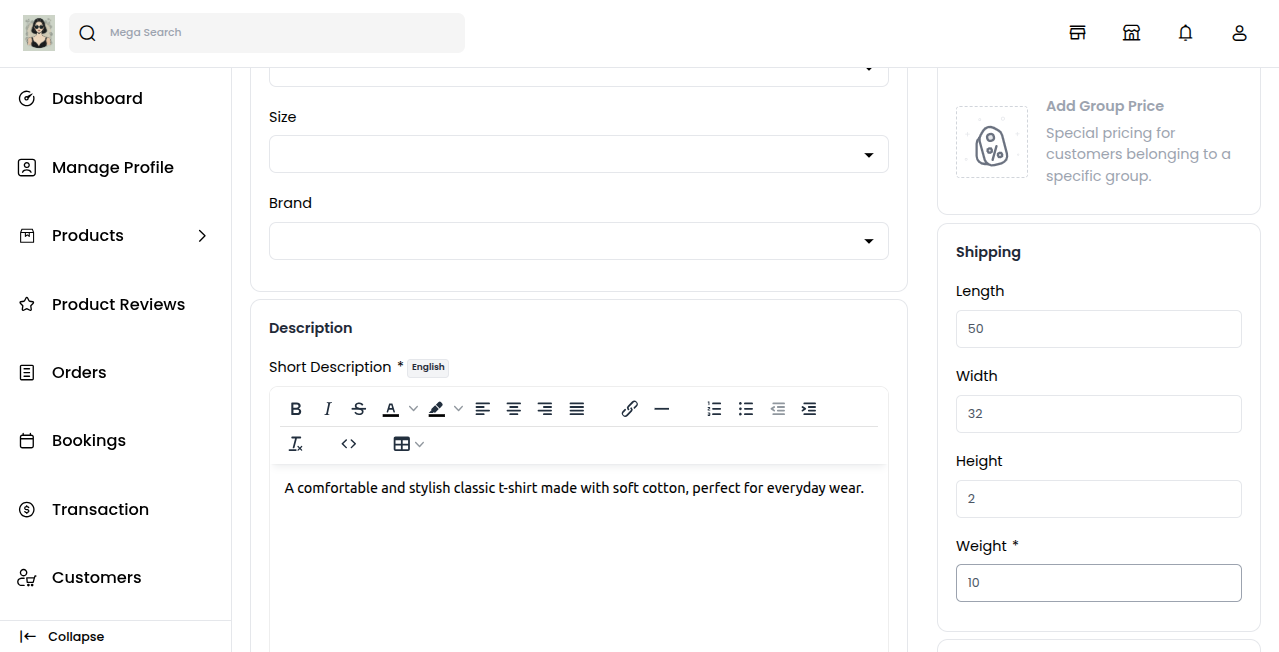 Mega Search
Dashboard
Manage Profile
Products
Product Reviews
Orders
Bookings
Transaction
Customers
Collapse
Size
Brand
Description
Short Description * English
B I S A
A comfortable and stylish classic t-shirt made with soft cotton, perfect for everyday wear.
Add Group Price
Special pricing for
customers belonging to a
specific group.
Shipping
Length
50
Width
32
Height
2
Weight *
10